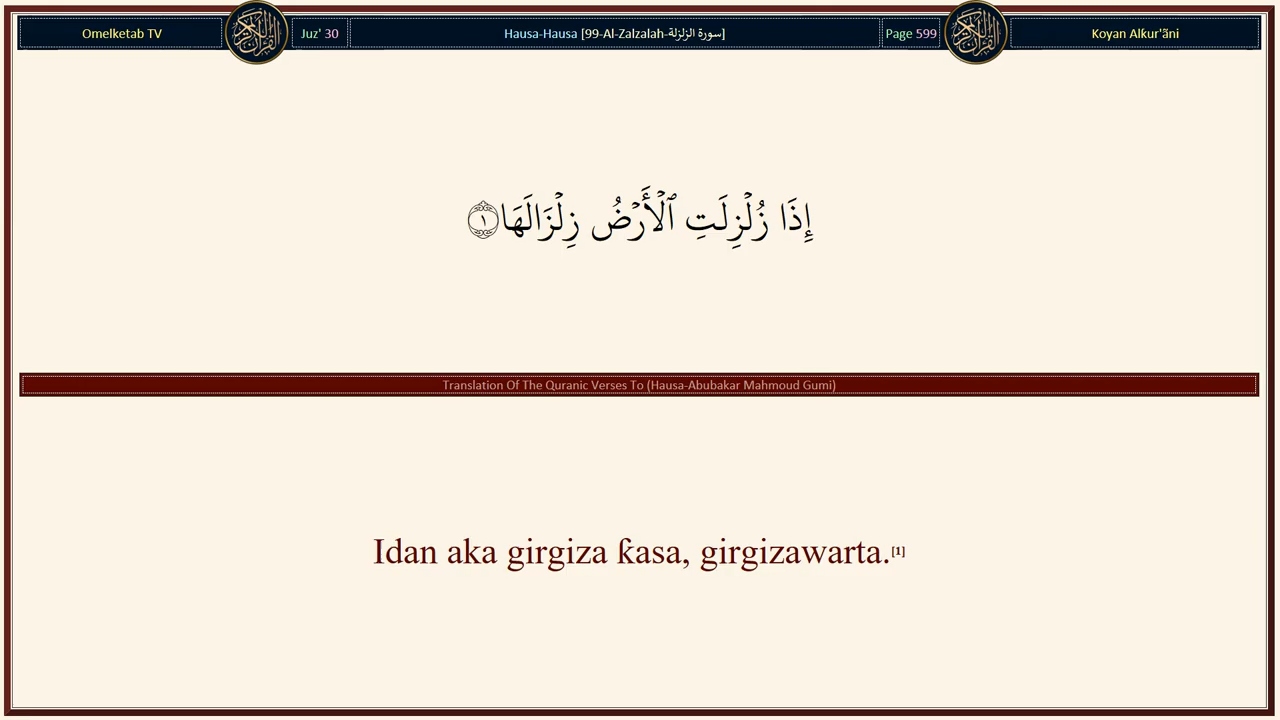 Omelketab TV
Juz' 30
Hausa-Hausa [99-Al-Zalzalah-سورة الزلزلة]
Page 599
Koyan Alƙur'ãni
إِذَا زُلۡزِلَتِ ٱلۡأَرۡضُ زِلۡزَالَهَا ١
Translation Of The Quranic Verses To (Hausa-Abubakar Mahmoud Gumi)
Idan aka girgiza ƙasa, girgizawarta.[1]